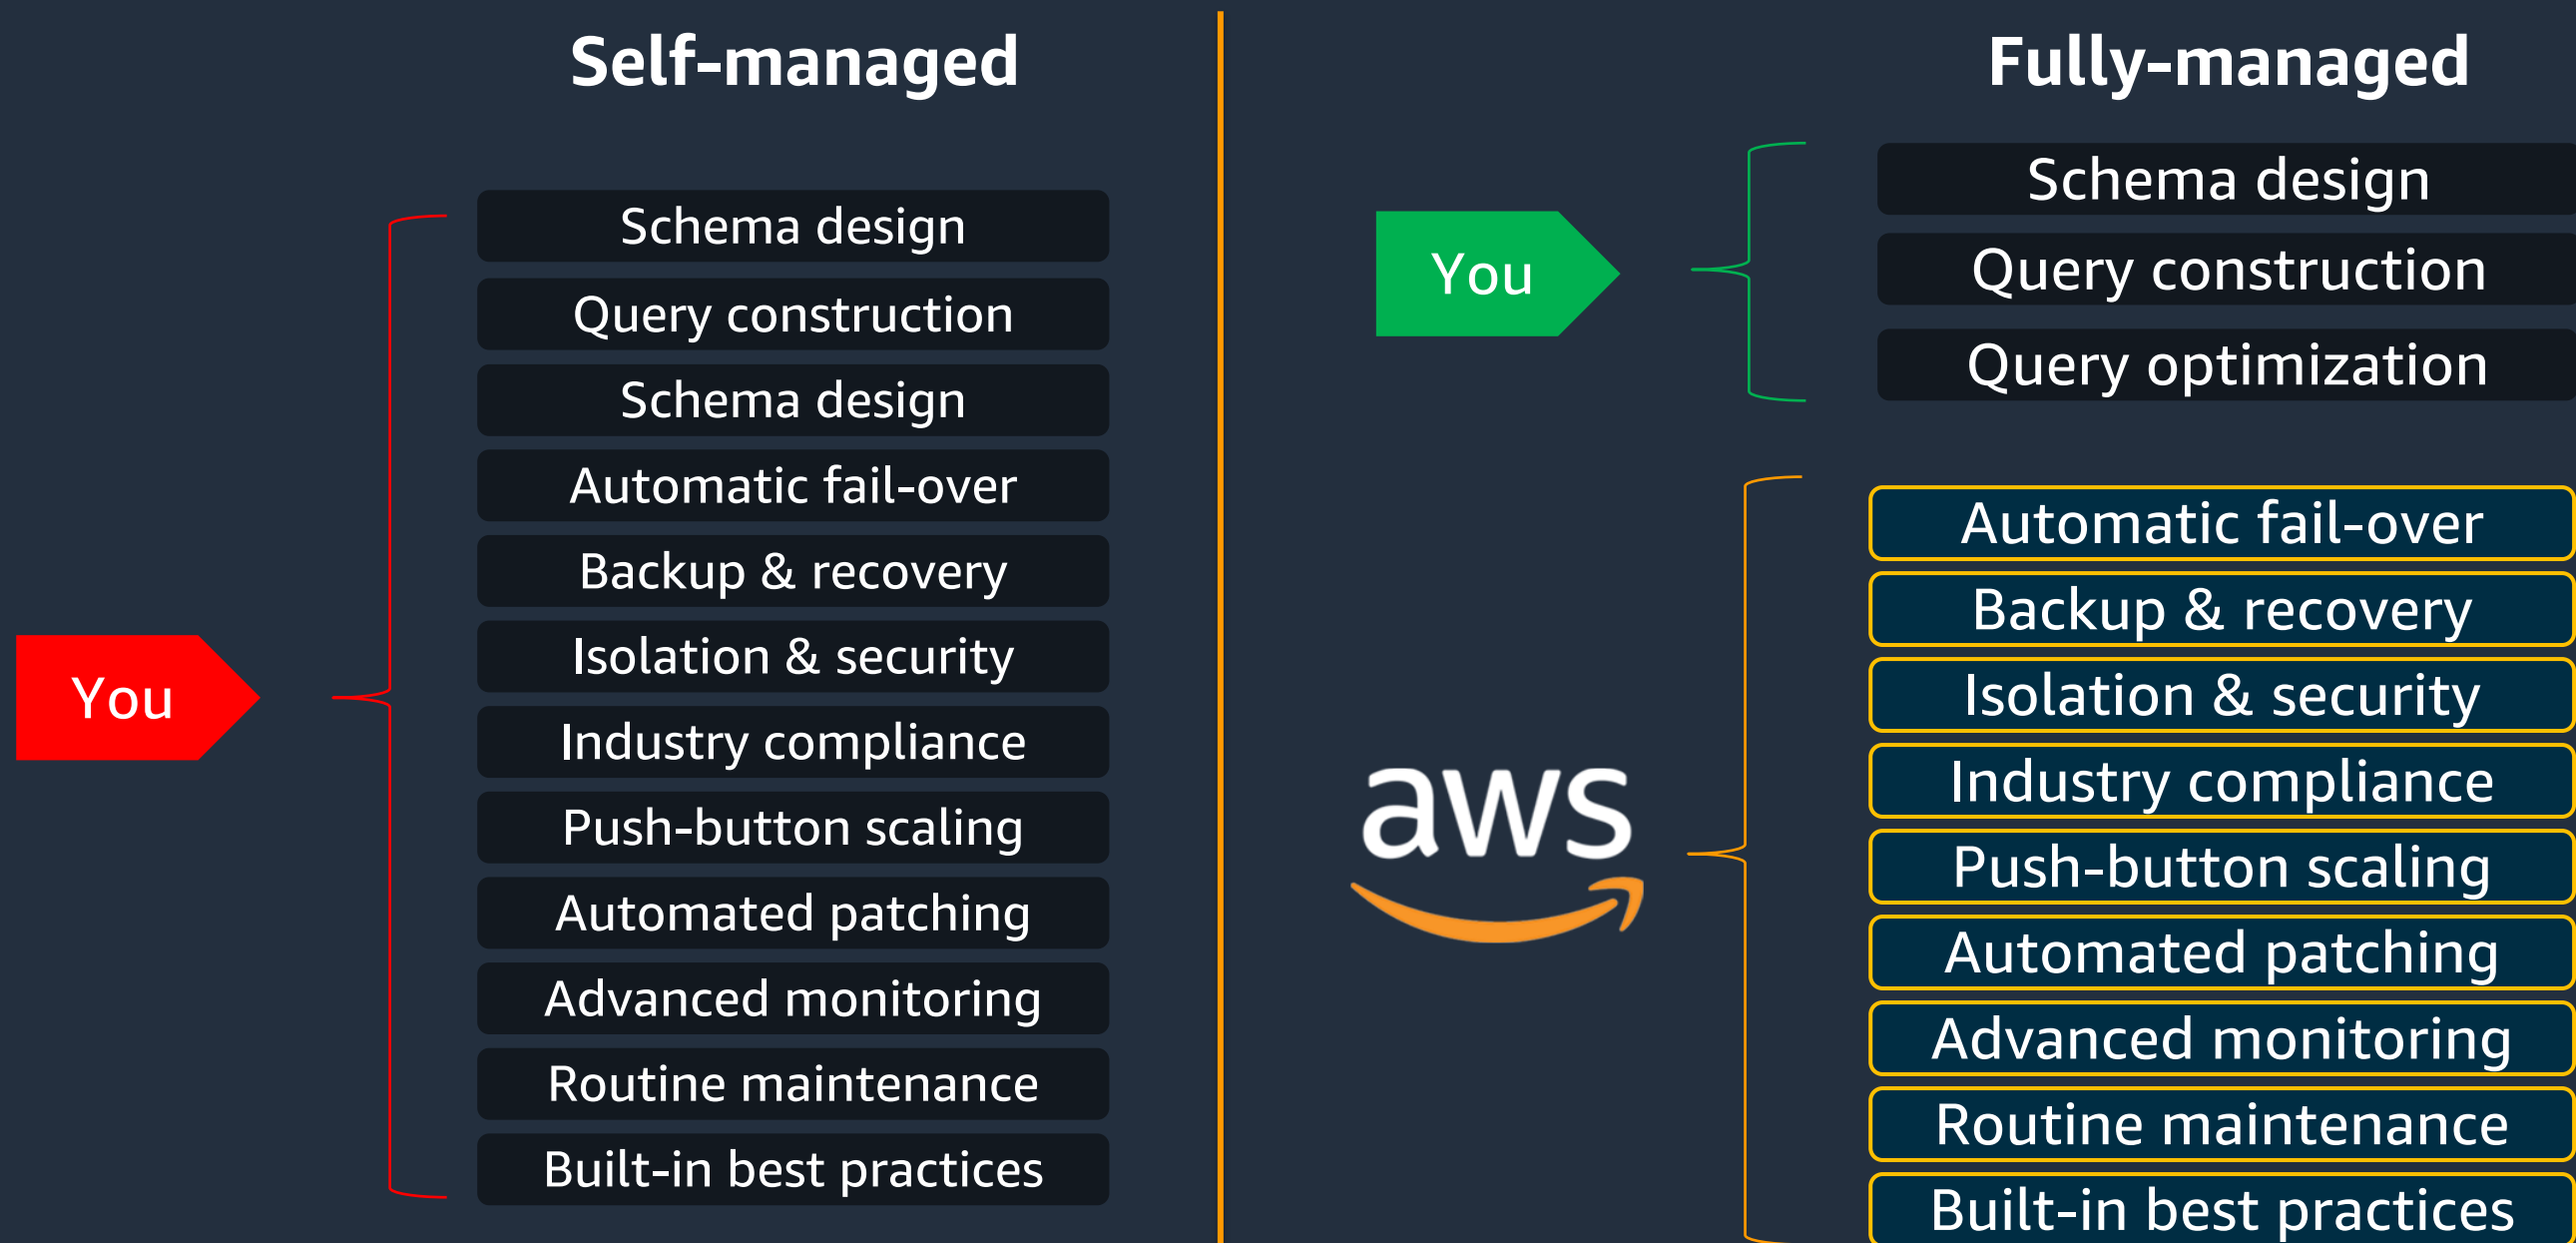 Self-managed
You
Schema design
Query construction
Schema design
Automatic fail-over
Backup & recovery
Isolation & security
Industry compliance
Push-button scaling
Automated patching
Advanced monitoring
Routine maintenance
Built-in best practices
Fully-managed
You
Schema design
Query construction
Query optimization
aws
Automatic fail-over
Backup & recovery
Isolation & security
Industry compliance
Push-button scaling
Automated patching
Advanced monitoring
Routine maintenance
Built-in best practices